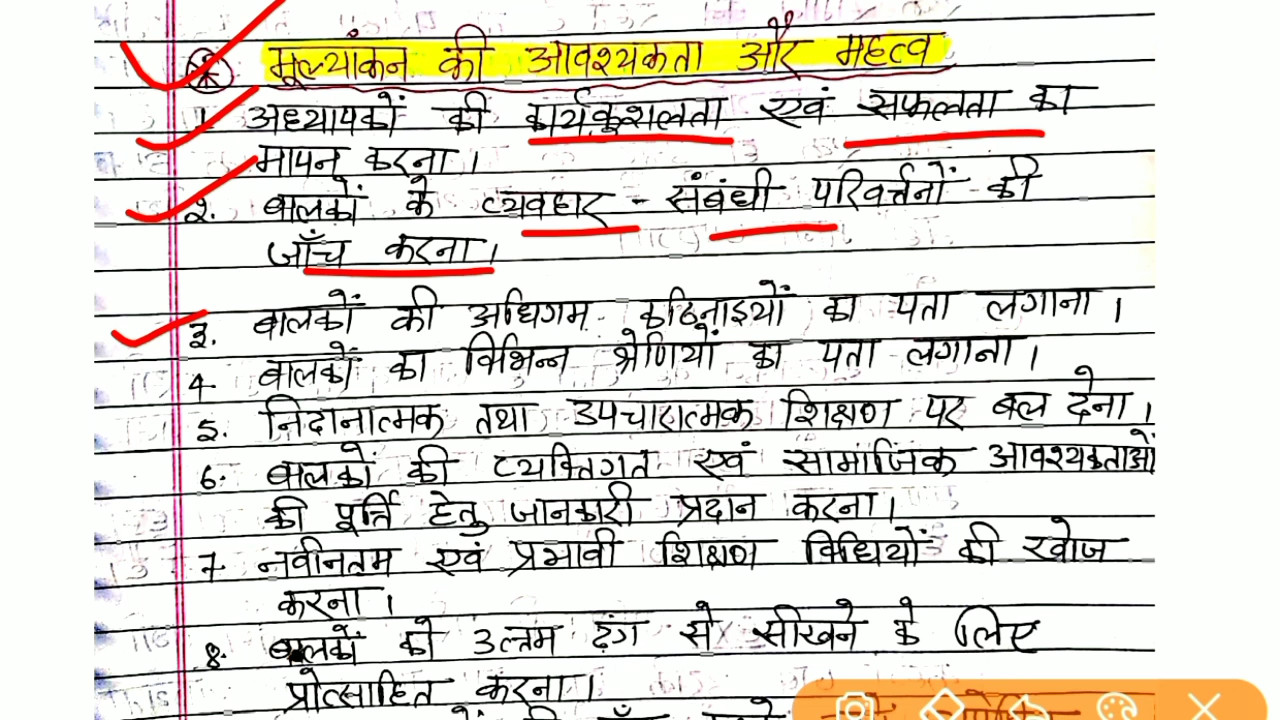 मूल्यांकन की आवश्यकता और महत्व
1. अध्यापकों की कार्यकुशलता एवं सफलता का
मापन करना।
2. बालकों के व्यवहार - संबंधी परिवर्त्तनों की
जाँच करना।
3. बालकों की अधिगम कठिनाइयों का पता लगाना।
4. बालकों का विभिन्न श्रेणियों का पता लगाना।
5. निदानात्मक तथा उपचारात्मक शिक्षण पर बल देना।
6. बालकों की व्यक्तिगत एवं सामाजिक आवश्यकताओं
की पूर्त्ति हेतु जानकारी प्रदान करना।
7. नवीनतम एवं प्रभावी शिक्षण विधियों की खोज
करना।
8. बालकों को उत्तम ढ़ंग से सीखने के लिए
प्रोत्साहित करना।